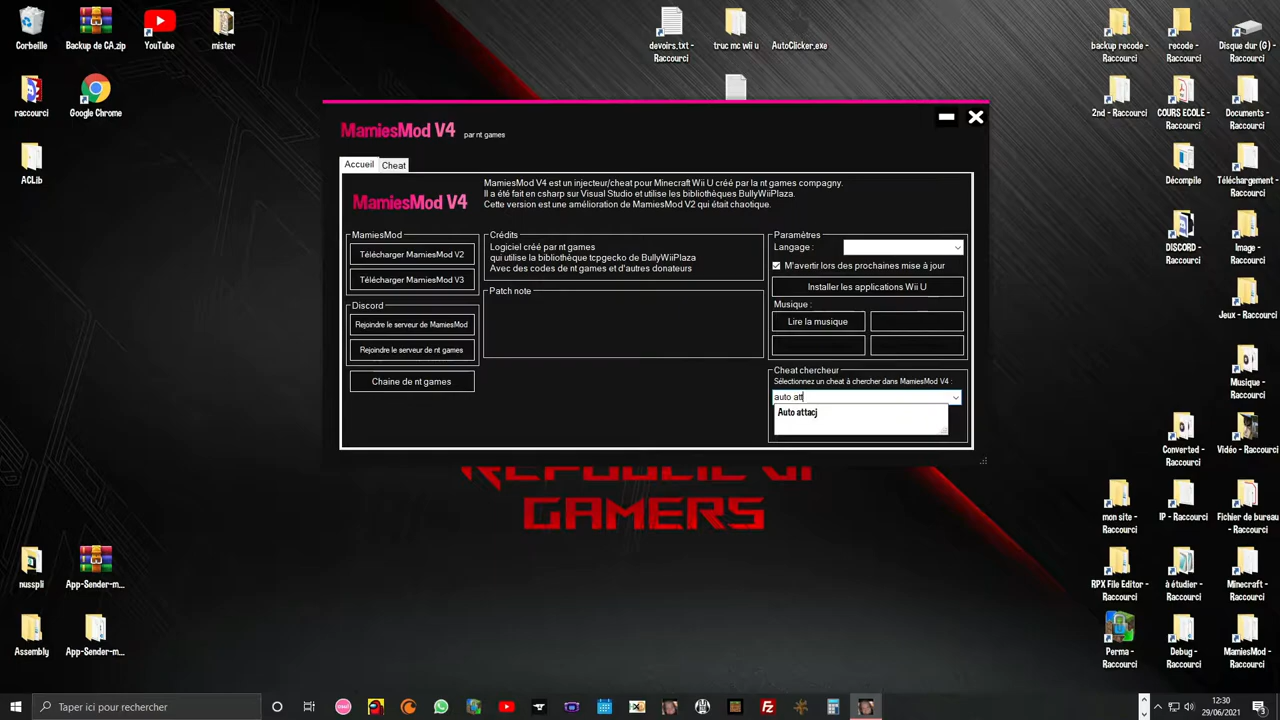 Corbeille
Backup de CA.zip
YouTube
mister
devoirs.txt -
Raccourci
truc mc wii u
AutoClicker.exe
backup recode -
Raccourci
recode -
Raccourci
Disque dur (G) -
Raccourci
raccourci
Google Chrome
2nd - Raccourci
COURS ECOLE -
Raccourci
Documents -
Raccourci
ACLib
Décompile
Téléchargement -
Raccourci
DISCORD -
Raccourci
Image -
Raccourci
Jeux - Raccourci
Musique -
Raccourci
Converted -
Raccourci
Vidéo - Raccourci
mon site -
Raccourci
IP - Raccourci
Fichier de bureau -
Raccourci
nusspli
App-Sender-m...
RPX File Editor -
Raccourci
à étudier -
Raccourci
Minecraft -
Raccourci
Assembly
App-Sender-m...
Perma -
Raccourci
Debug -
Raccourci
MamiesMod -
Raccourci
MamiesMod V4 par nt games
Accueil
Cheat
MamiesMod V4
MamiesMod V4 est un injecteur/cheat pour Minecraft Wii U créé par la nt games compagny.
Il a été fait en csharp sur Visual Studio et utilise les bibliothèques BullyWiiPlaza.
Cette version est une amélioration de MamiesMod V2 qui était chaotique.
MamiesMod
Télécharger MamiesMod V2
Télécharger MamiesMod V3
Discord
Rejoindre le serveur de MamiesMod
Rejoindre le serveur de nt games
Chaine de nt games
Crédits
Logiciel créé par nt games
qui utilise la bibliothèque tcpgecko de BullyWiiPlaza
Avec des codes de nt games et d'autres donateurs
Patch note
Paramètres
Langage :
M'avertir lors des prochaines mise à jour
Installer les applications Wii U
Musique :
Lire la musique
Cheat chercheur
Sélectionnez un cheat à chercher dans MamiesMod V4 :
auto att
Auto attacj
GAMERS
Taper ici pour rechercher
12:30
29/06/2021